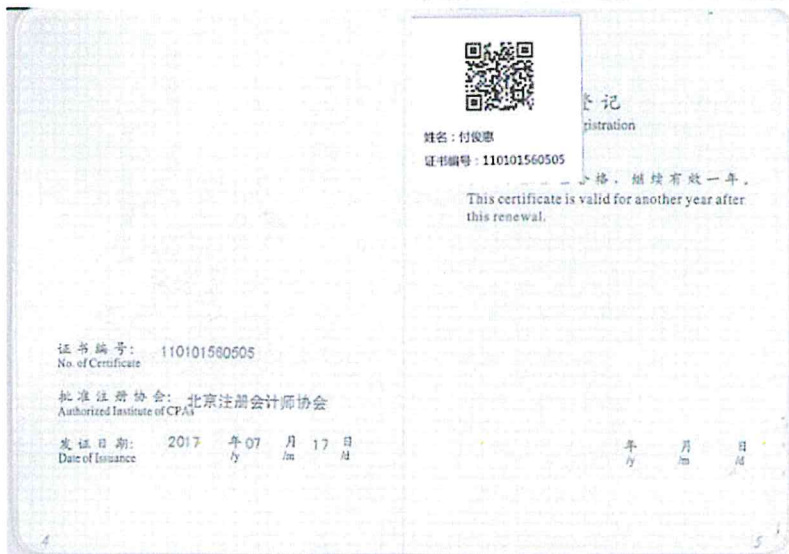 证书编号: 110101560505
No. of Certificate
批准注册协会: 北京注册会计师协会
Authorized Institute of CPAs
发证日期: 2017 年 07 月 17 日
Date of Issuance /y /m /d
4
姓名：付俊惠
证书编号：110101560505
登记
gistration
格，继续有效一年。
This certificate is valid for another year after
this renewal.
年 月 日
/y /m /d
5